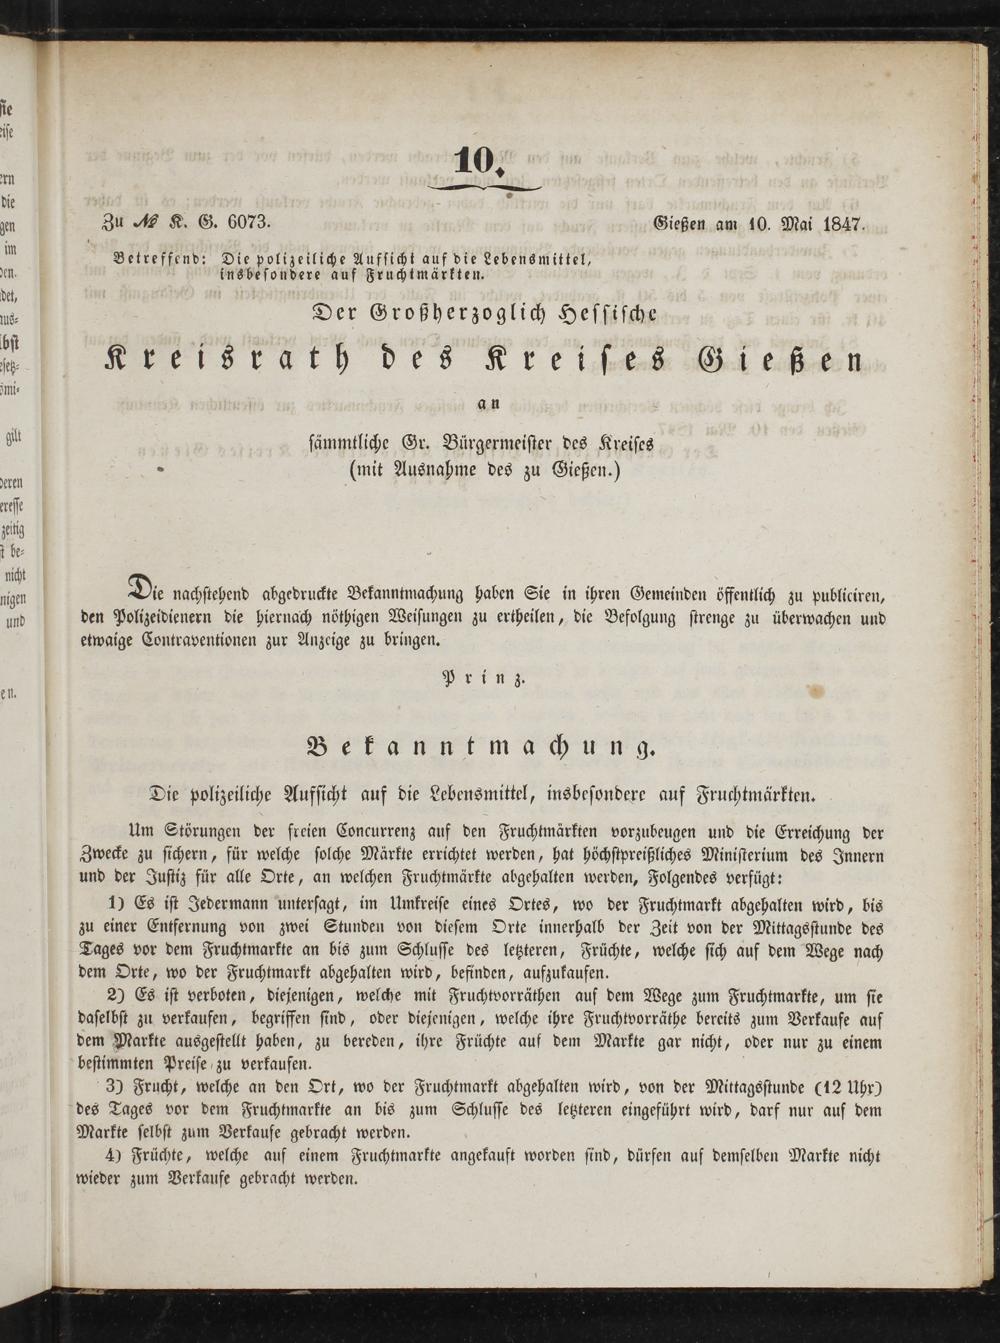 10.
Zu № K. G. 6073.
Gießen am 10. Mai 1847.
Betreffend: Die polizeiliche Aufsicht auf die Lebensmittel,
insbesondere auf Fruchtmärkten.
Der Großherzoglich Hessische
Kreisrath des Kreises Gießen
an
sämmtliche Gr. Bürgermeister des Kreises
(mit Ausnahme des zu Gießen.)
Die nachstehend abgedruckte Bekanntmachung haben Sie in ihren Gemeinden öffentlich zu publiciren,
den Polizeidienern die hiernach nöthigen Weisungen zu ertheilen, die Befolgung strenge zu überwachen und
etwaige Contraventionen zur Anzeige zu bringen.
Prinz.
Bekanntmachung.
Die polizeiliche Aufsicht auf die Lebensmittel, insbesondere auf Fruchtmärkten.
Um Störungen der freien Concurrenz auf den Fruchtmärkten vorzubeugen und die Erreichung der
Zwecke zu sichern, für welche solche Märkte errichtet werden, hat höchstpreißliches Ministerium des Innern
und der Justiz für alle Orte, an welchen Fruchtmärkte abgehalten werden, Folgendes verfügt:
1) Es ist Jedermann untersagt, im Umkreise eines Ortes, wo der Fruchtmarkt abgehalten wird, bis
zu einer Entfernung von zwei Stunden von diesem Orte innerhalb der Zeit von der Mittagsstunde des
Tages vor dem Fruchtmarkte an bis zum Schlusse des letzteren, Früchte, welche sich auf dem Wege nach
dem Orte, wo der Fruchtmarkt abgehalten wird, befinden, aufzukaufen.
2) Es ist verboten, diejenigen, welche mit Fruchtvorräthen auf dem Wege zum Fruchtmarkte, um sie
daselbst zu verkaufen, begriffen sind, oder diejenigen, welche ihre Fruchtvorräthe bereits zum Verkaufe auf
dem Markte ausgestellt haben, zu bereden, ihre Früchte auf dem Markte gar nicht, oder nur zu einem
bestimmten Preise zu verkaufen.
3) Frucht, welche an den Ort, wo der Fruchtmarkt abgehalten wird, von der Mittagsstunde (12 Uhr)
des Tages vor dem Fruchtmarkte an bis zum Schlusse des letzteren eingeführt wird, darf nur auf dem
Markte selbst zum Verkaufe gebracht werden.
4) Früchte, welche auf einem Fruchtmarkte angekauft worden sind, dürfen auf demselben Markte nicht
wieder zum Verkaufe gebracht werden.